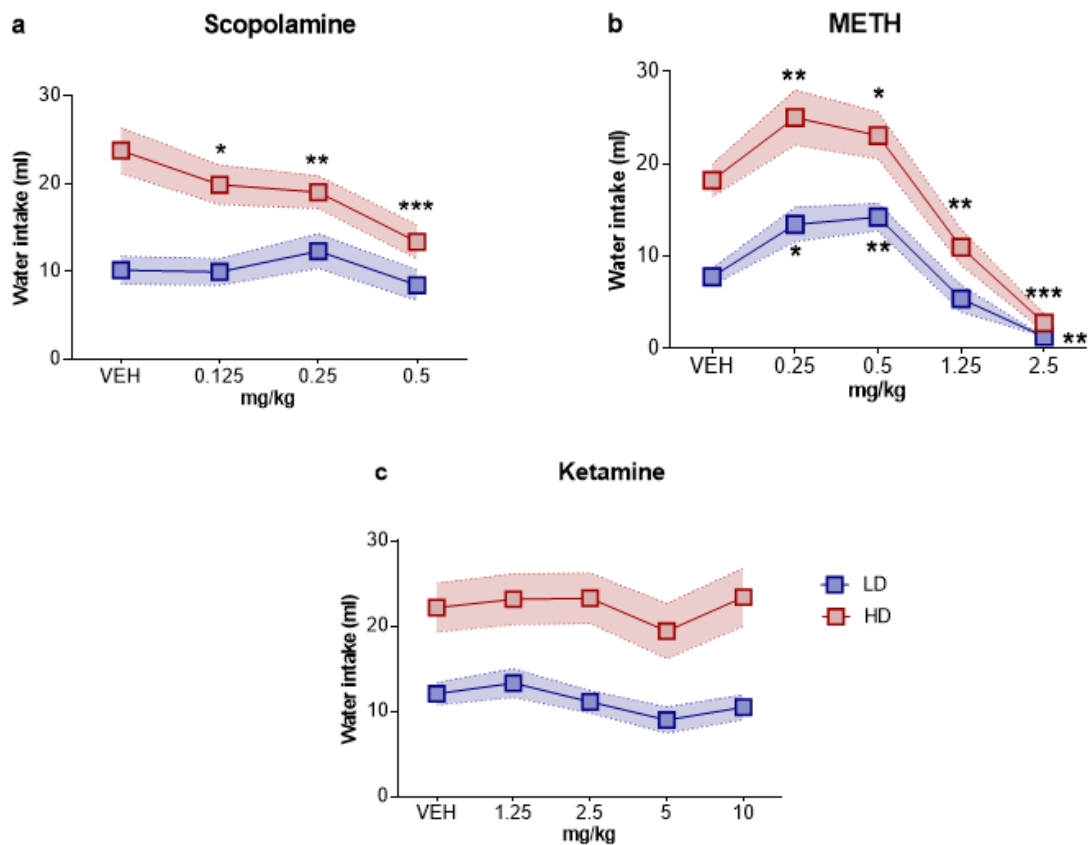 a Scopolamine
30
20
10
0
Water intake (ml)
* ** ***
VEH 0.125 0.25 0.5
mg/kg
b METH
30
20
10
0
Water intake (ml)
** * ** ***
* ** **
VEH 0.25 0.5 1.25 2.5
mg/kg
c Ketamine
30
20
10
0
Water intake (ml)
VEH 1.25 2.5 5 10
mg/kg
LD
HD